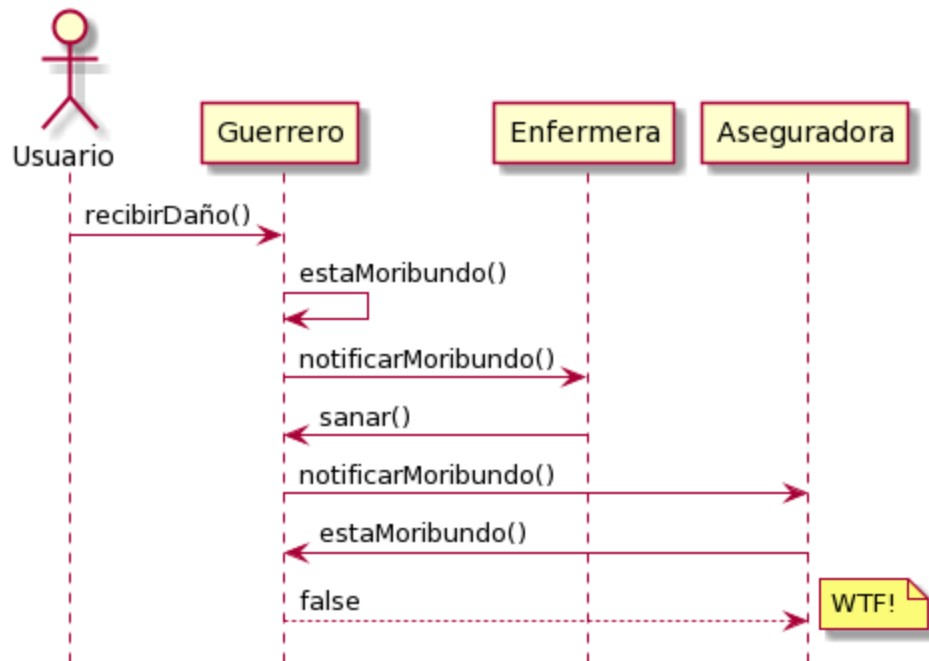 Usuario
Guerrero
Enfermera
Aseguradora
recibirDaño()
estaMoribundo()
notificarMoribundo()
sanar()
notificarMoribundo()
estaMoribundo()
false
WTF!